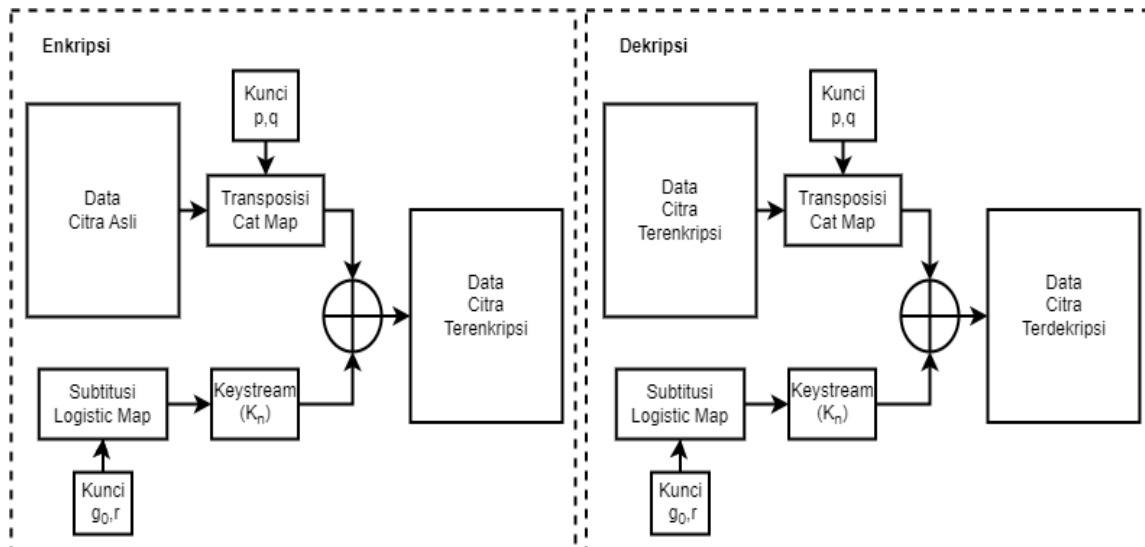 Enkripsi
Kunci
p,q
Data
Citra Asli
Transposisi
Cat Map
Data
Citra
Terenkripsi
Subtitusi
Logistic Map
Keystream
(Kₙ)
Kunci
g₀,r
Dekripsi
Kunci
p,q
Data
Citra
Terenkripsi
Transposisi
Cat Map
Data
Citra
Terdekripsi
Subtitusi
Logistic Map
Keystream
(Kₙ)
Kunci
g₀,r